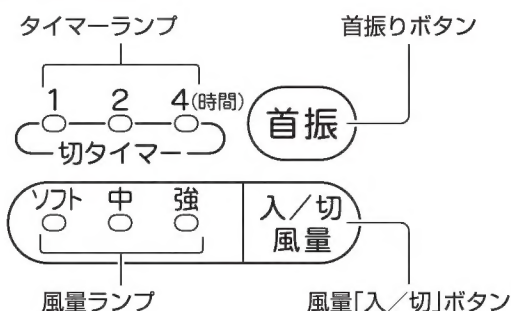 タイマーランプ 首振りボタン
1 2 4(時間)
首振
切タイマー
ソフト 中 強 入／切
風量
風量ランプ 風量「入／切」ボタン